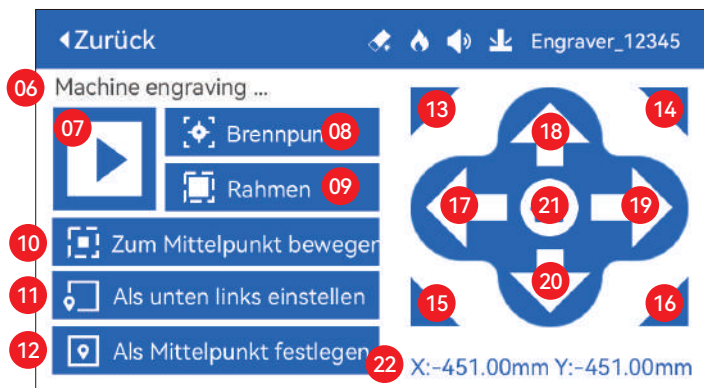 Zurück Engraver_12345
06 Machine engraving ...
07
08
Rahmen 09
10 Zum Mittelpunkt bewegen
11 Als unten links einstellen
12 Als Mittelpunkt festlegen
13 14
18
17 21 19
20
15 16
22 X:-451.00mm Y:-451.00mm